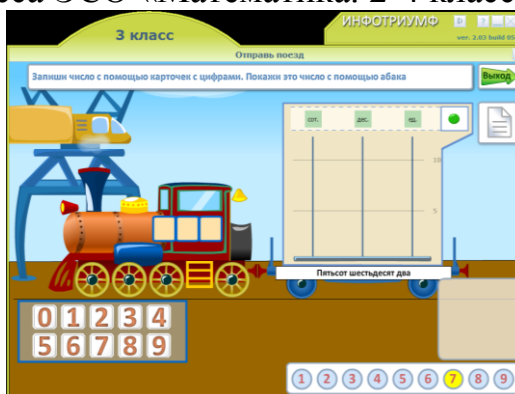 3 класс
ИНФОТРИУМФ
ver. 2.03 build 05
Отправь поезд
Запиши число с помощью карточек с цифрами. Покажи это число с помощью абака
Выход
сот. дес. ед.
10
5
Пятьсот шестьдесят два
0 1 2 3 4
5 6 7 8 9
1 2 3 4 5 6 7 8 9